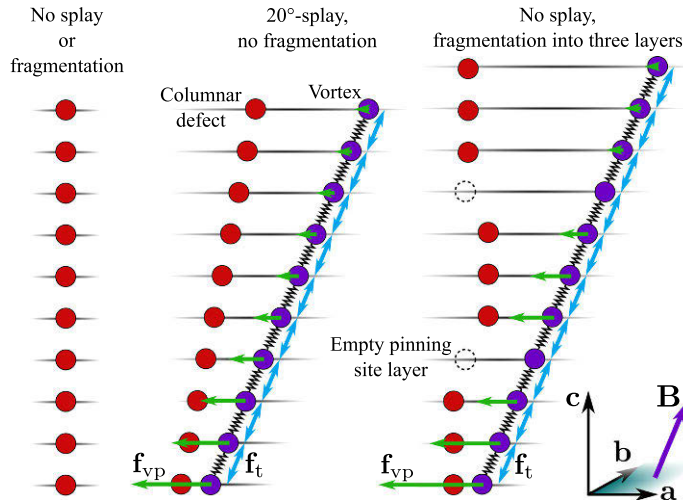 No splay
or
fragmentation
20°-splay,
no fragmentation
No splay,
fragmentation into three layers
Columnar
defect
Vortex
Empty pinning
site layer
f_vp
f_t
f_vp
f_t
c
B
b
a